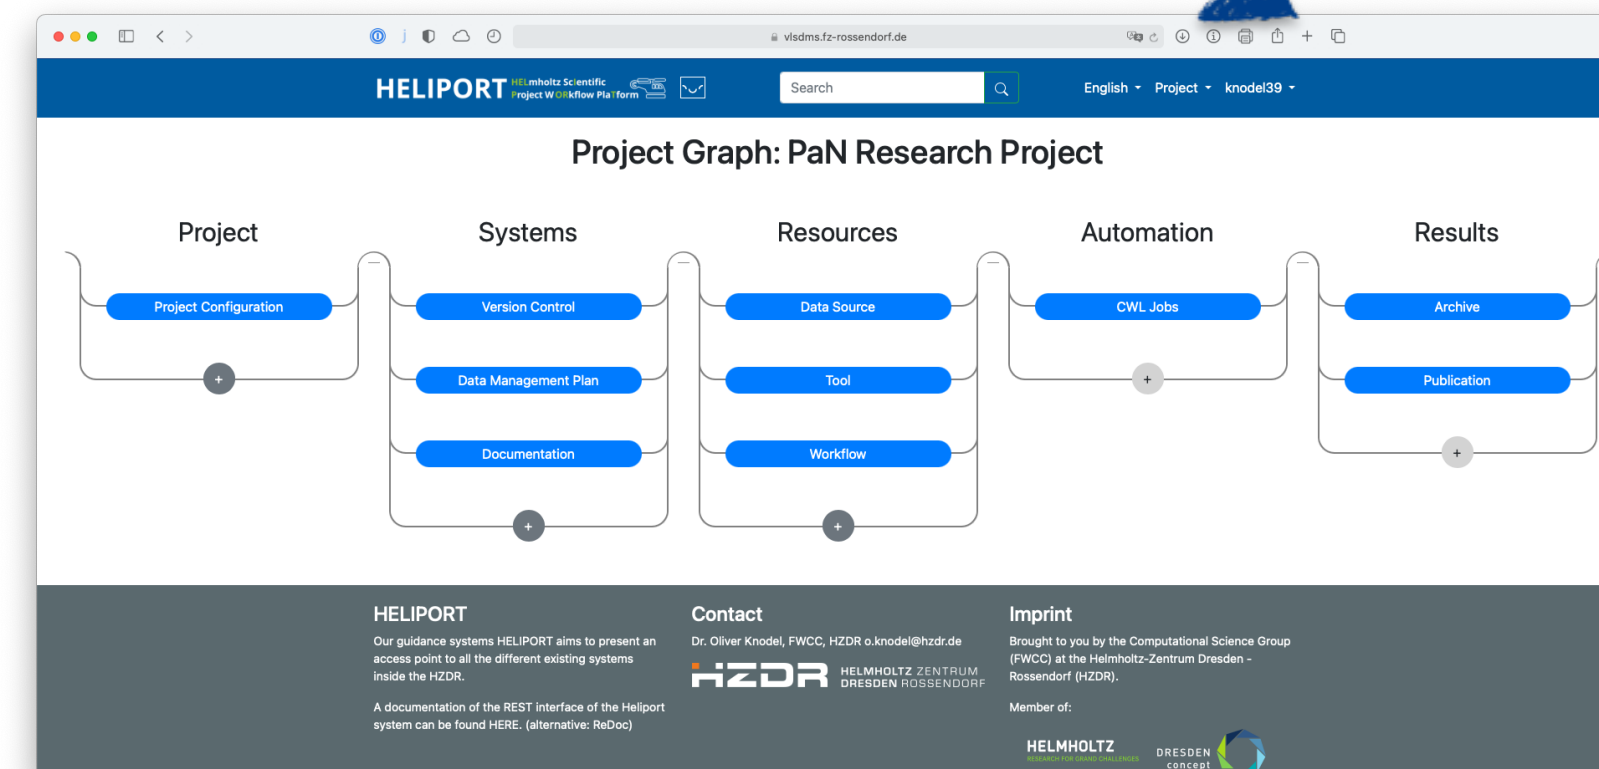 vlsdms.fz-rossendorf.de
HELIPORT
HELmholtz ScIentific
Project WORkflow PlaTform
Search
English
Project
knodel39
Project Graph: PaN Research Project
Project
Systems
Resources
Automation
Results
Project Configuration
Version Control
Data Source
CWL Jobs
Archive
+
Data Management Plan
Tool
+
Publication
Documentation
Workflow
+
+
+
HELIPORT
Our guidance systems HELIPORT aims to present an
access point to all the different existing systems
inside the HZDR.
A documentation of the REST interface of the Heliport
system can be found HERE. (alternative: ReDoc)
Contact
Dr. Oliver Knodel, FWCC, HZDR o.knodel@hzdr.de
HZDR
HELMHOLTZ ZENTRUM
DRESDEN ROSSENDORF
Imprint
Brought to you by the Computational Science Group
(FWCC) at the Helmholtz-Zentrum Dresden -
Rossendorf (HZDR).
Member of:
HELMHOLTZ
RESEARCH FOR GRAND CHALLENGES
DRESDEN
concept